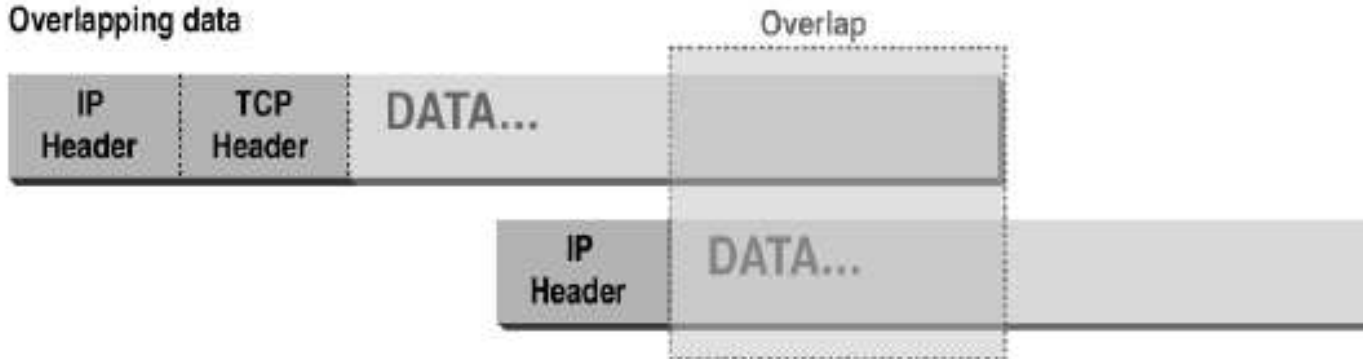 Overlapping data
Overlap
IP Header
TCP Header
DATA...
IP Header
DATA...